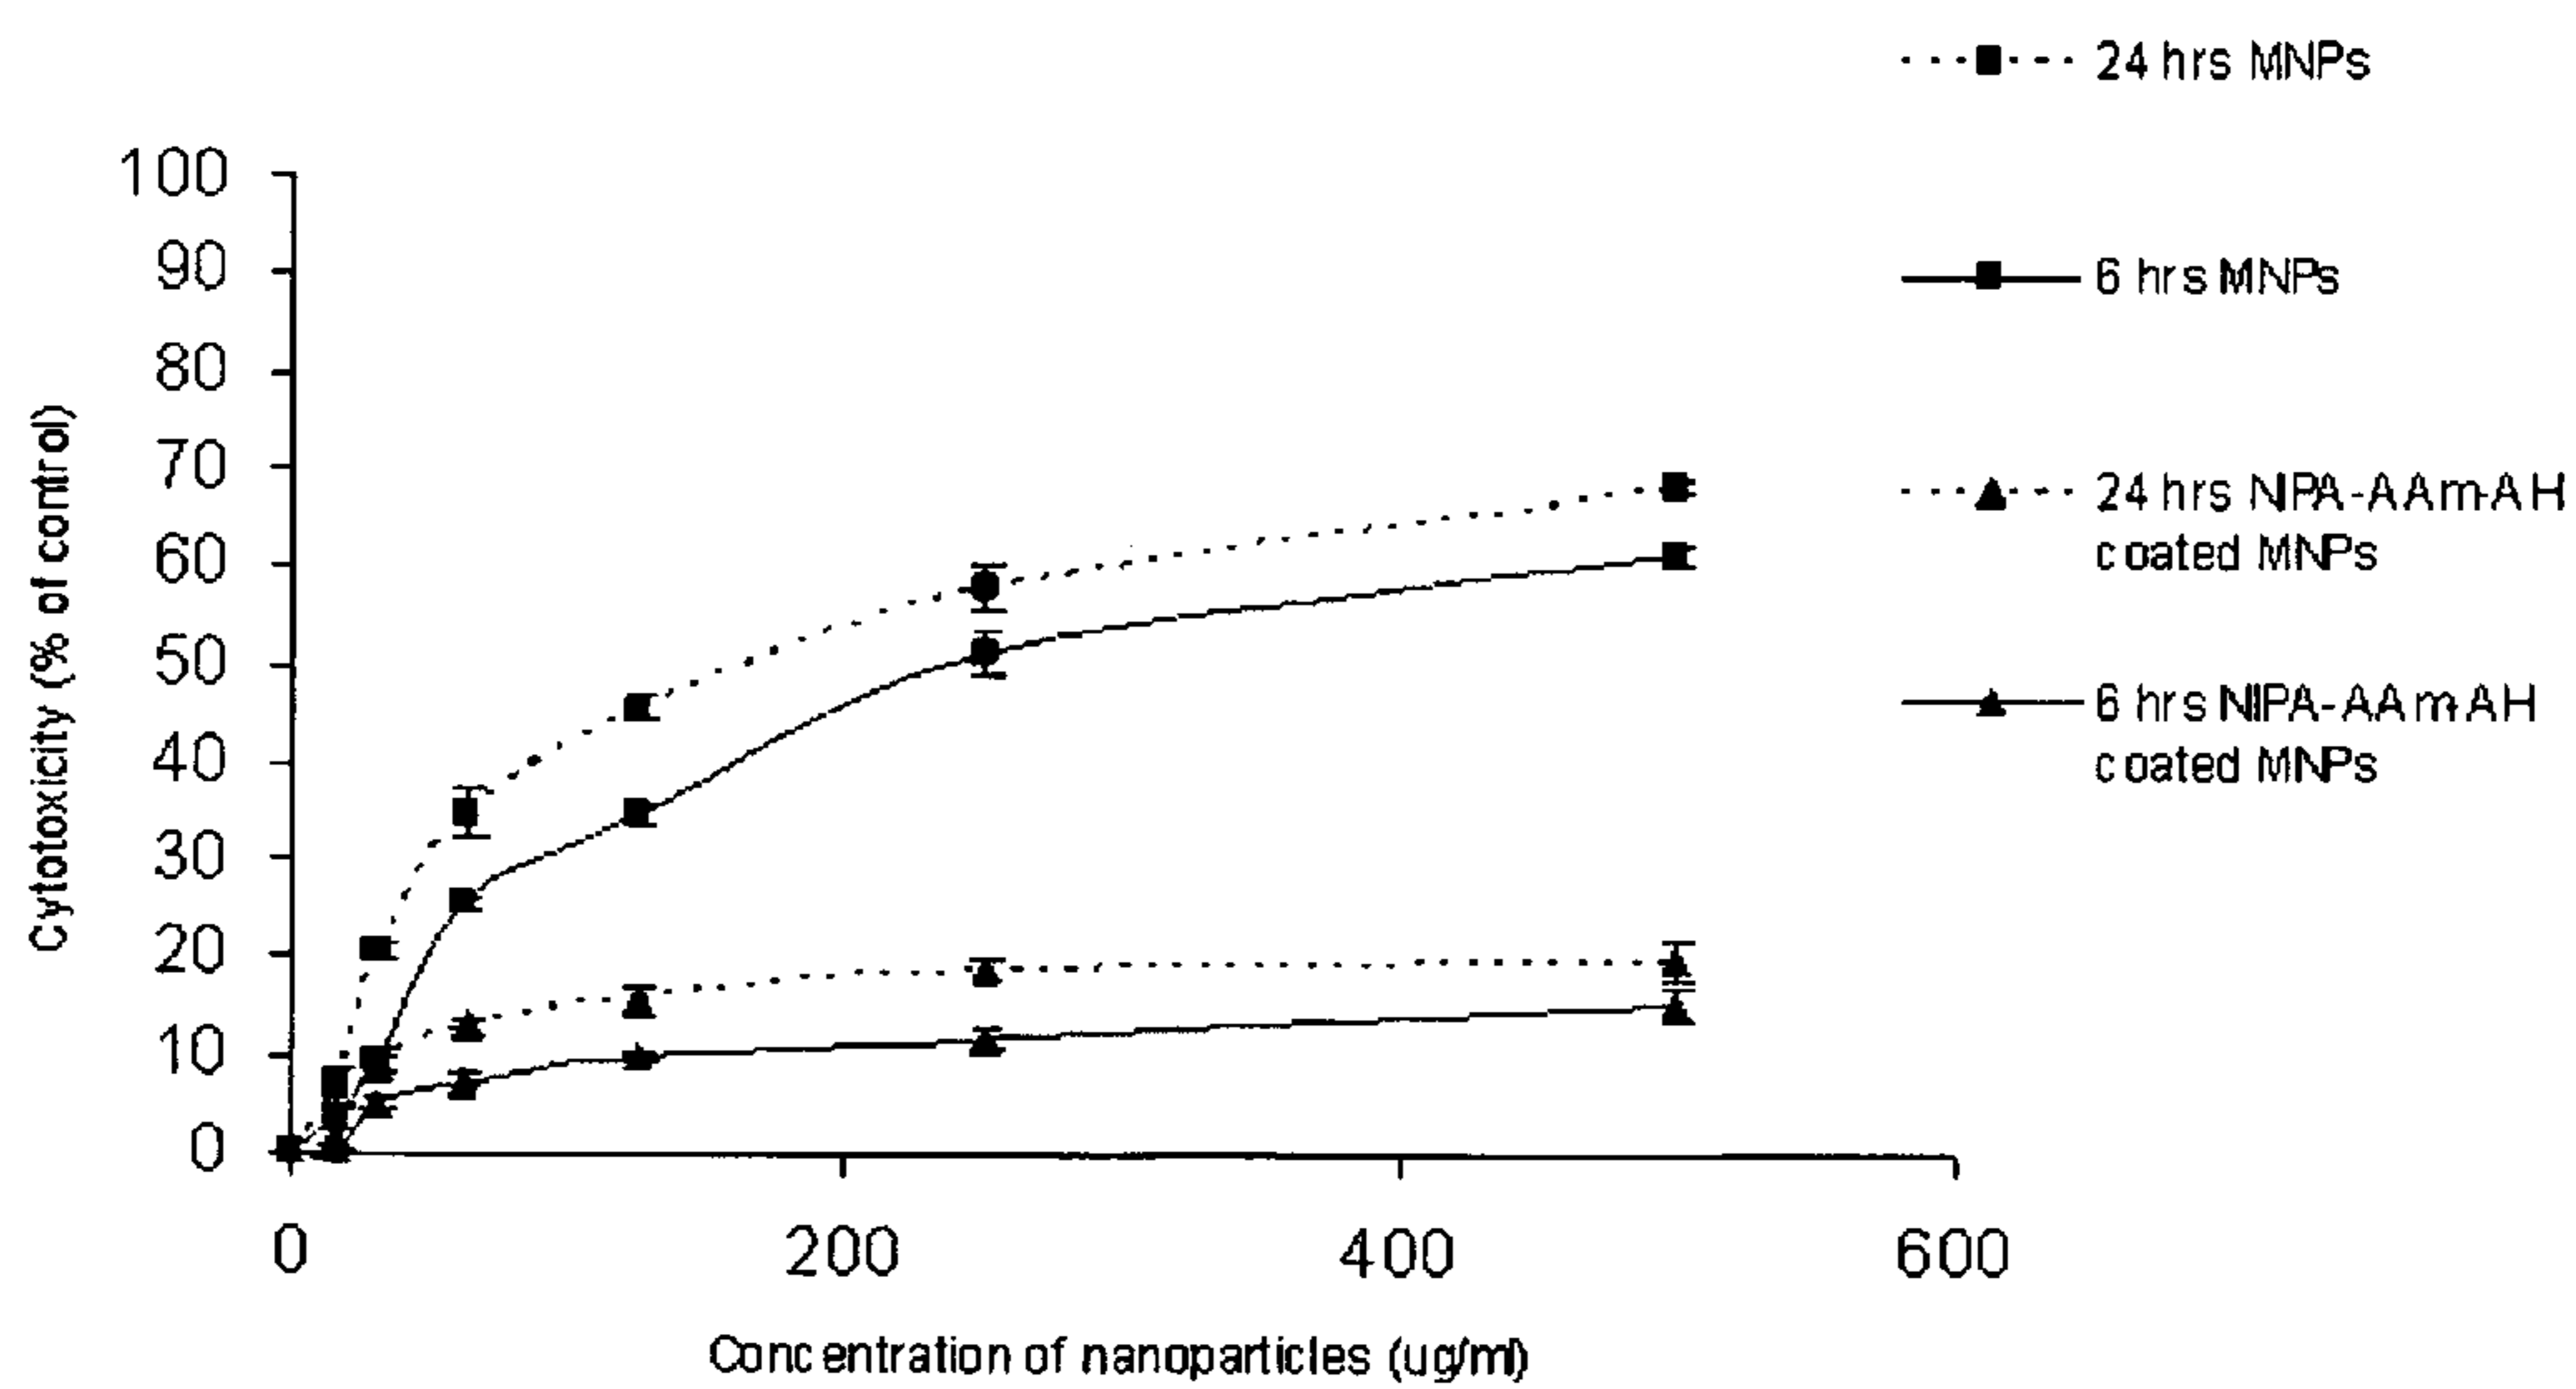 24 hrs MNPs
6 hrs MNPs
24 hrs NIPA-AAm-AH
coated MNPs
6 hrs NIPA-AAm-AH
coated MNPs
Cytotoxicity (% of control)
100
90
80
70
60
50
40
30
20
10
0
0 200 400 600
Concentration of nanoparticles (ug/ml)